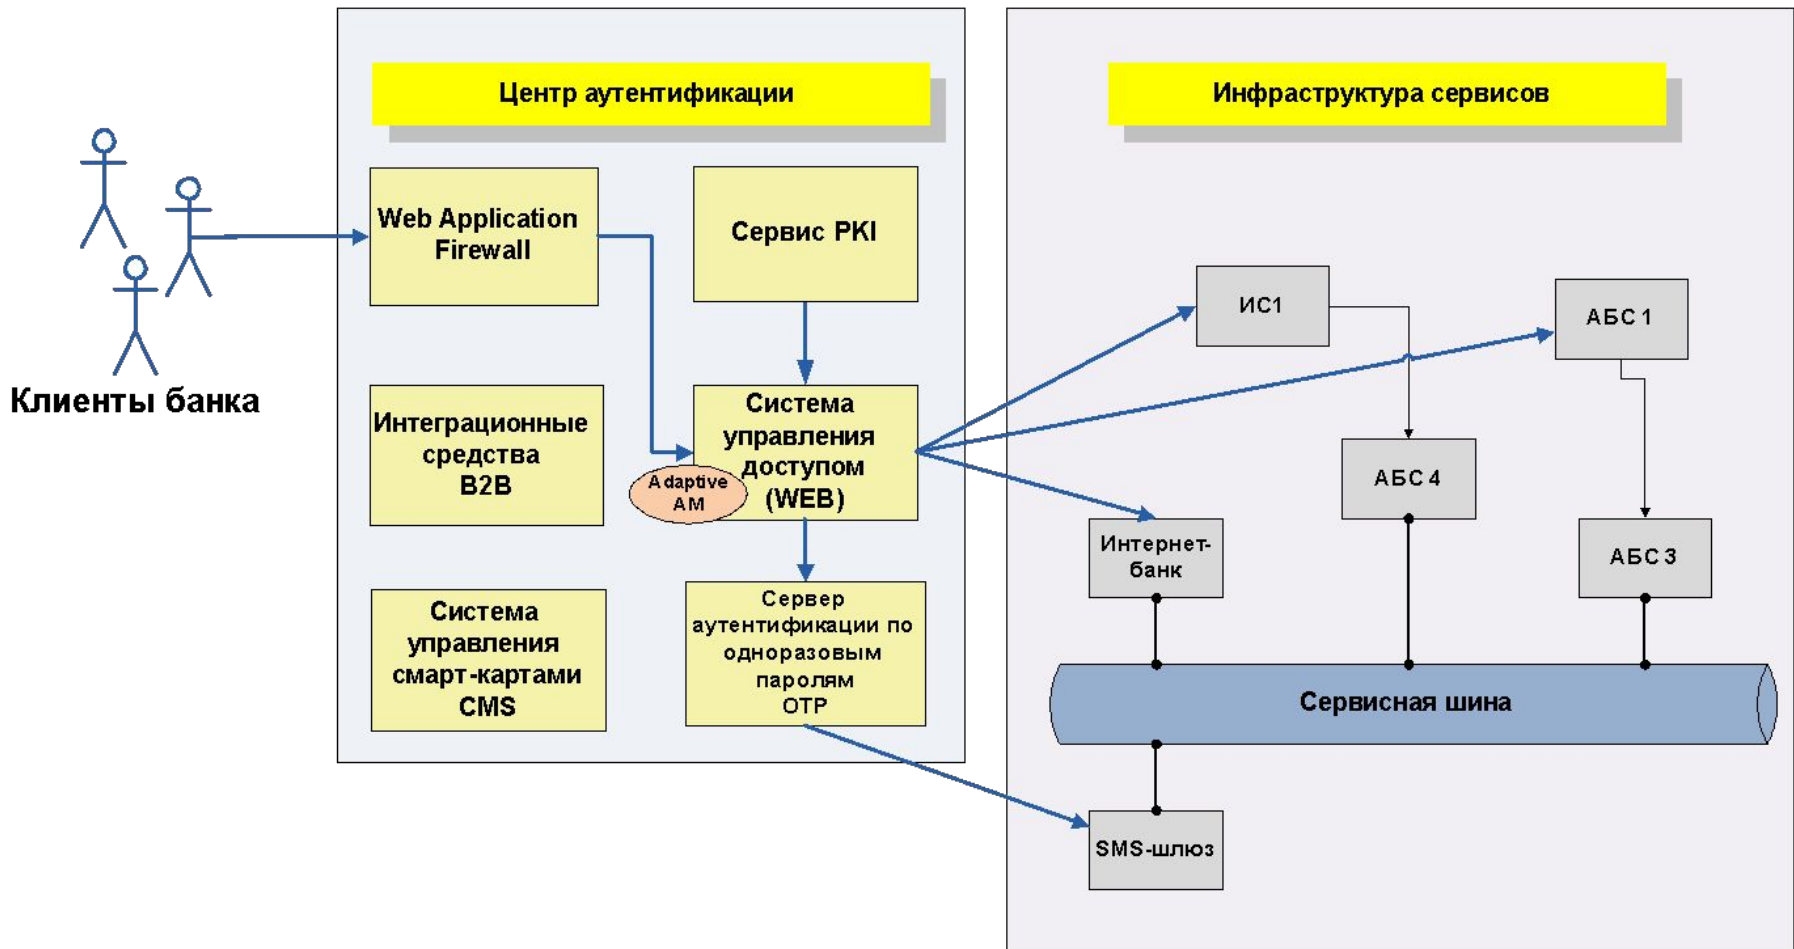 Центр аутентификации
Инфраструктура сервисов
Клиенты банка
Web Application
Firewall
Сервис PKI
Интеграционные
средства
B2B
Система
управления
доступом
(WEB)
Adaptive
AM
Система
управления
смарт-картами
CMS
Сервер
аутентификации по
одноразовым
паролям
OTP
ИС1
АБС 1
АБС 4
Интернет-
банк
АБС 3
Сервисная шина
SMS-шлюз